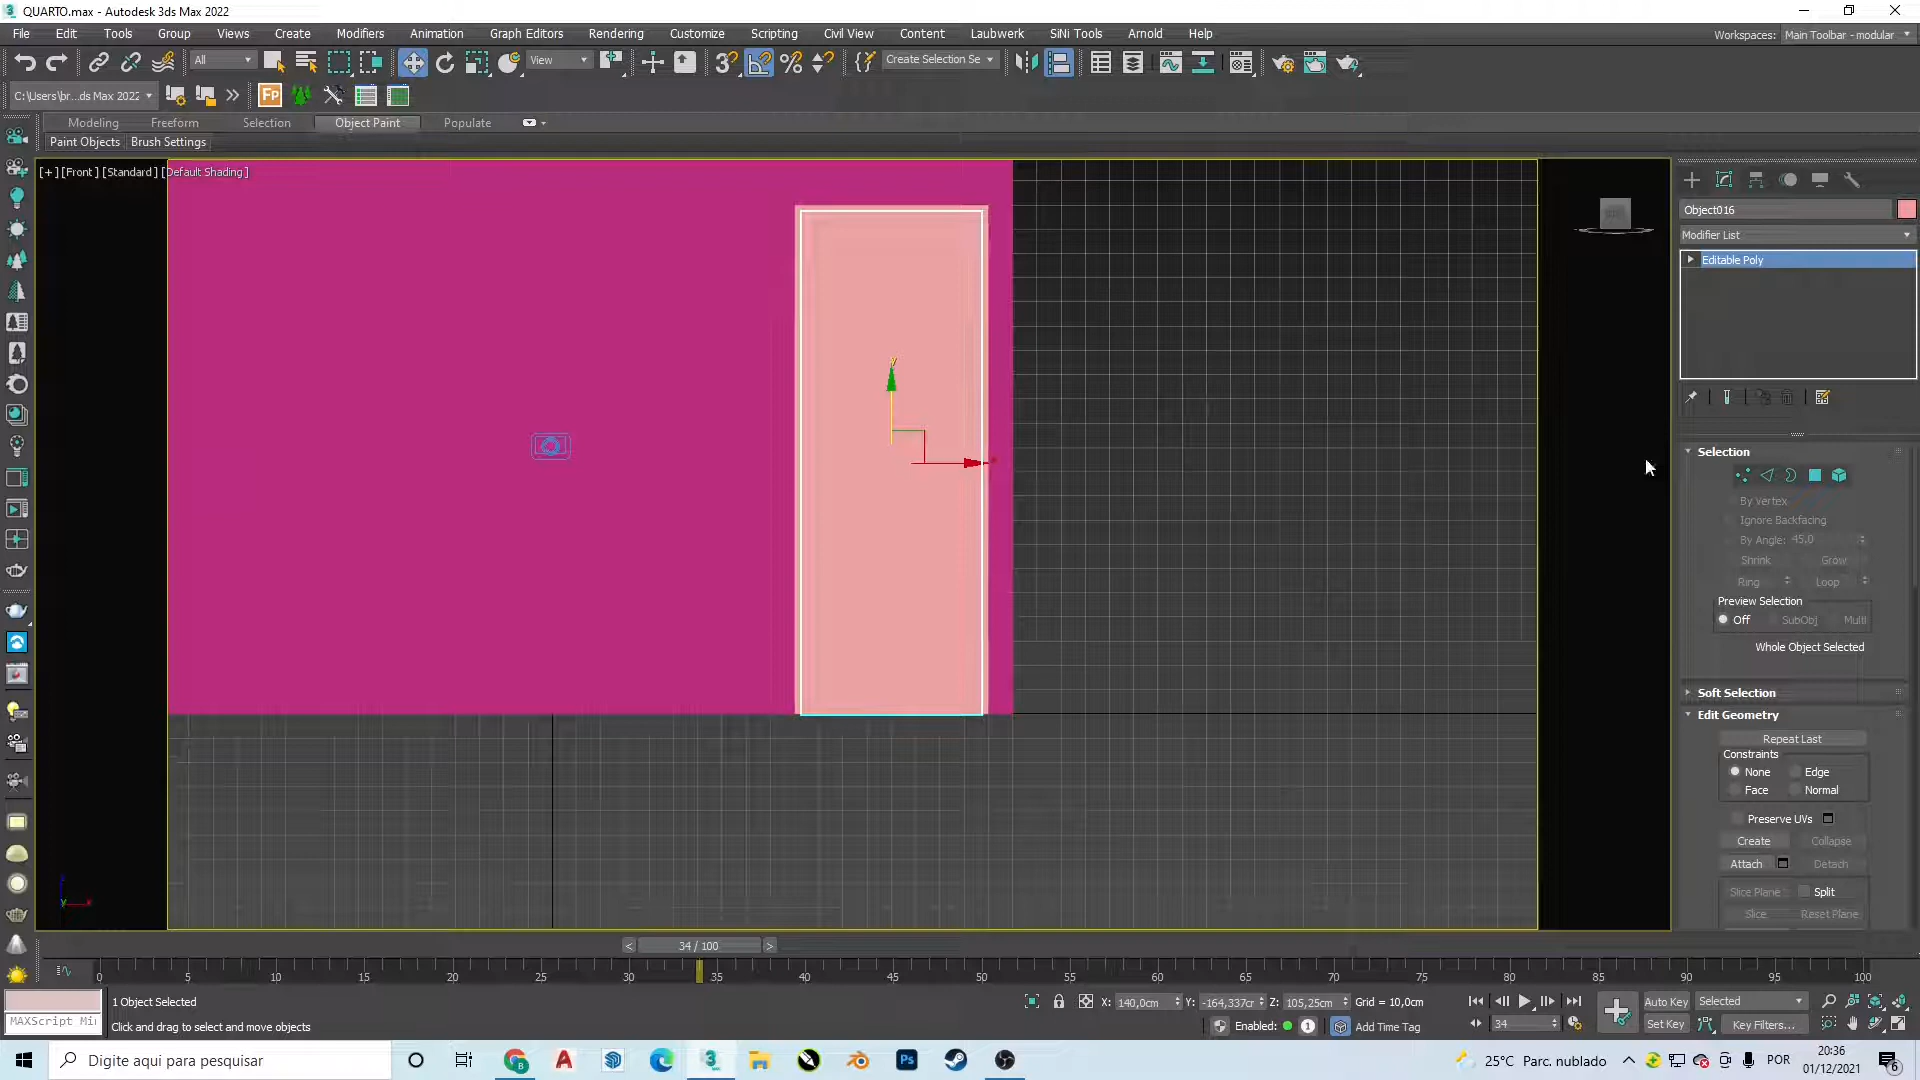 QUARTO.max - Autodesk 3ds Max 2022
File Edit Tools Group Views Create Modifiers Animation Graph Editors Rendering Customize Scripting Civil View Content Laubwerk SiNi Tools Arnold Help
Workspaces: Main Toolbar - modular
All View Create Selection Se
C:\Users\br...ds Max 2022 Fp
Modeling Freeform Selection Object Paint Populate
Paint Objects Brush Settings
[+] [Front] [Standard] [Default Shading]
Object016
Modifier List
Editable Poly
Selection
By Vertex
Ignore Backfacing
By Angle: 45,0
Shrink Grow
Ring Loop
Preview Selection
Off SubObj Multi
Whole Object Selected
Soft Selection
Edit Geometry
Repeat Last
Constraints
None Edge
Face Normal
Preserve UVs
Create Collapse
Attach Detach
Slice Plane Split
Slice Reset Plane
< 34 / 100 >
0 5 10 15 20 25 30 35 40 45 50 55 60 65 70 75 80 85 90 95 100
1 Object Selected
X: 140,0cm Y: -164,337cr Z: 105,25cm Grid = 10,0cm
Auto Key Selected
MAXScript Mi
Click and drag to select and move objects
Enabled: 1 Add Time Tag
34
Set Key Key Filters...
Digite aqui para pesquisar
25°C Parc. nublado
POR
20:36
01/12/2021
6